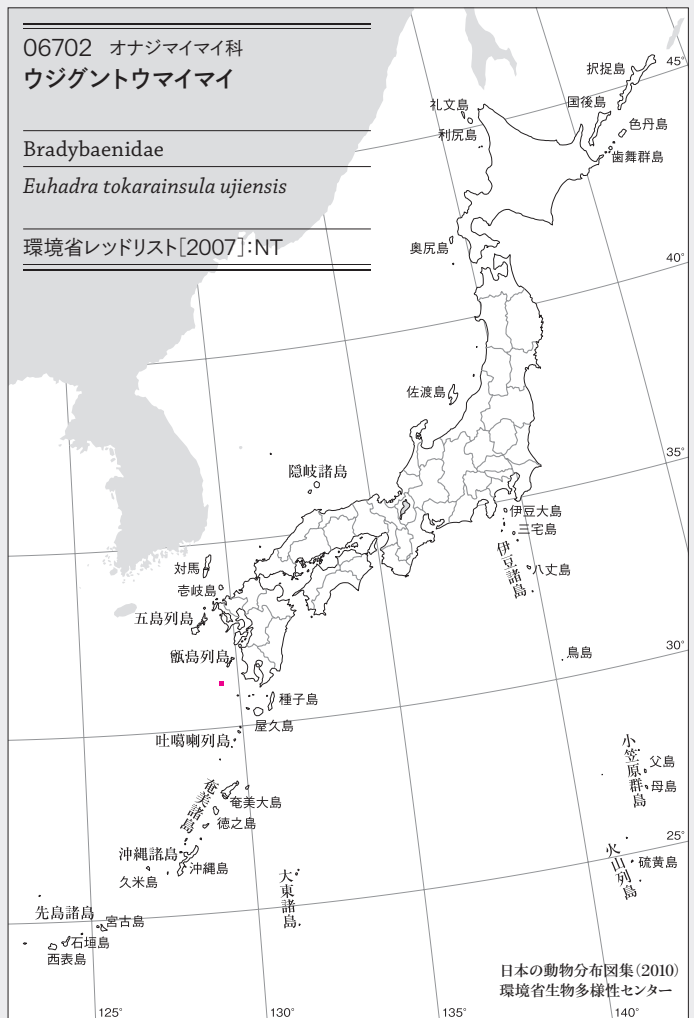 06702 オナジマイマイ科
ウジグントウマイマイ
Bradybaenidae
Euhadra tokarainsula ujiensis
環境省レッドリスト[2007]:NT
45°
択捉島
礼文島
国後島
色丹島
利尻島
歯舞群島
奥尻島
40°
佐渡島
35°
隠岐諸島
伊豆大島
三宅島
伊豆諸島
八丈島
対馬
壱岐島
五島列島
甑島列島
鳥島
30°
種子島
屋久島
吐噶喇列島
小笠原群島
父島
母島
奄美諸島
奄美大島
徳之島
25°
沖縄諸島
沖縄島
久米島
火山列島
硫黄島
大東諸島
先島諸島
宮古島
石垣島
西表島
日本の動物分布図集(2010)
環境省生物多様性センター
125°
130°
135°
140°